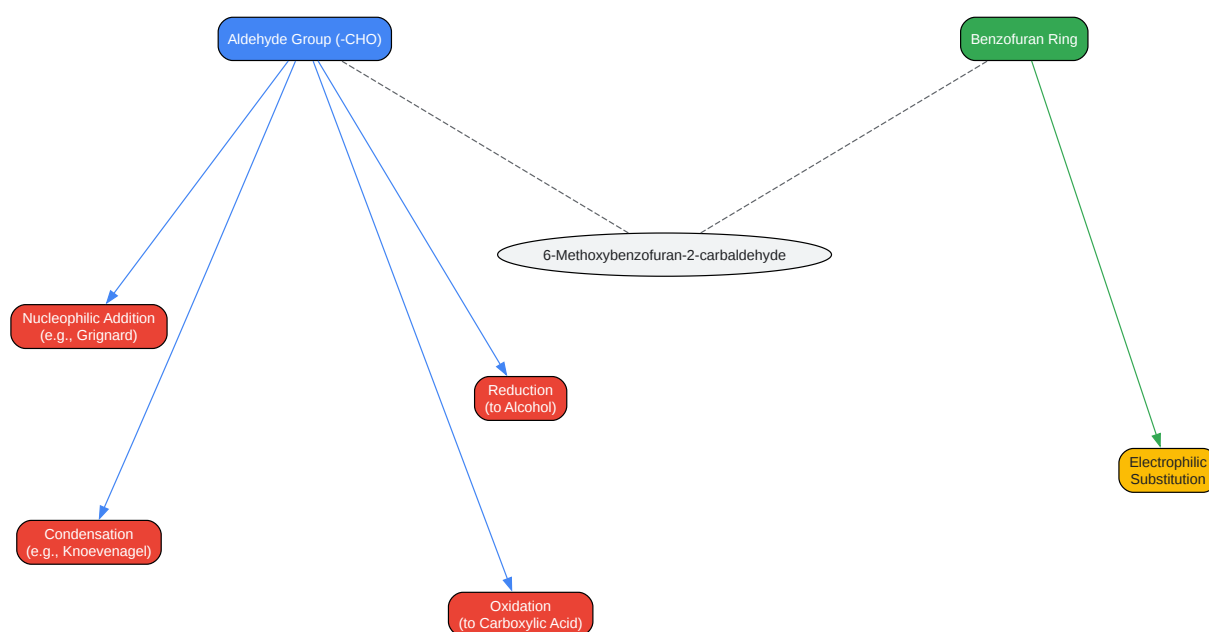 Aldehyde Group (-CHO)
Benzofuran Ring
6-Methoxybenzofuran-2-carbaldehyde
Nucleophilic Addition
(e.g., Grignard)
Reduction
(to Alcohol)
Electrophilic
Substitution
Condensation
(e.g., Knoevenagel)
Oxidation
(to Carboxylic Acid)